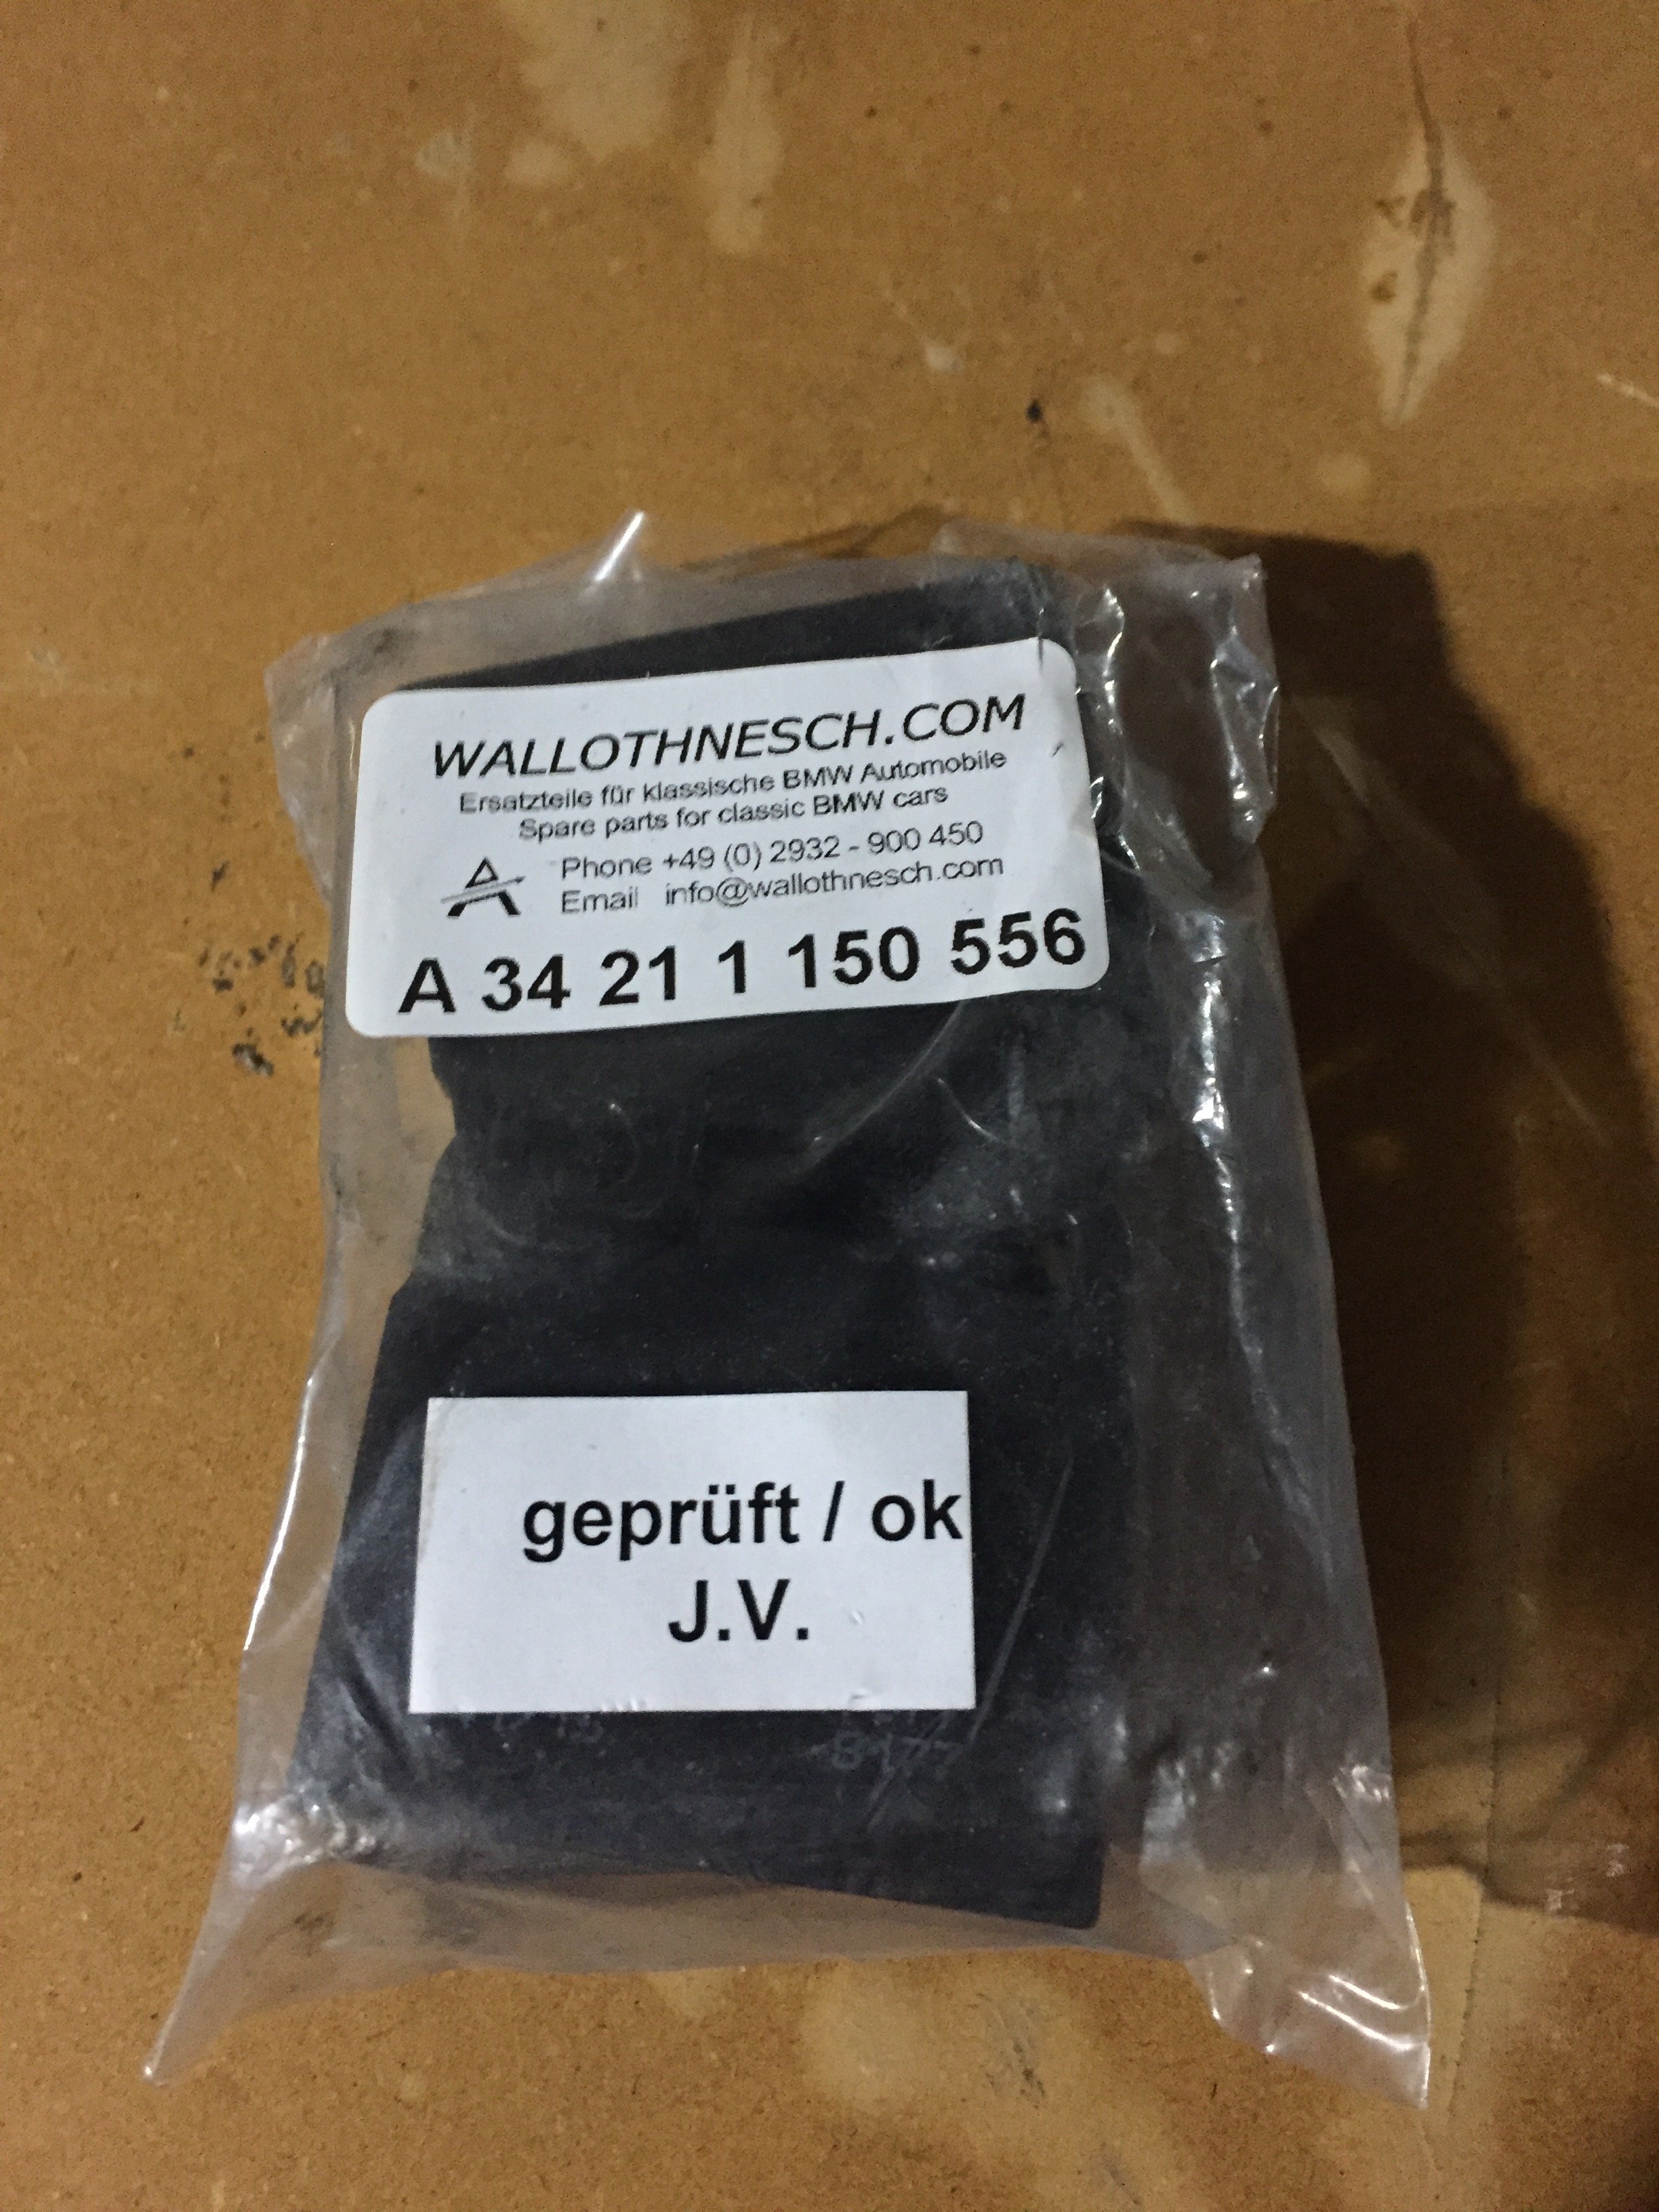 WALLOTHNESCH.COM
Ersatzteile für klassische BMW Automobile
Spare parts for classic BMW cars
Phone +49 (0) 2932 - 900 450
Email info@wallothnesch.com
A 34 21 1 150 556
geprüft / ok
J.V.